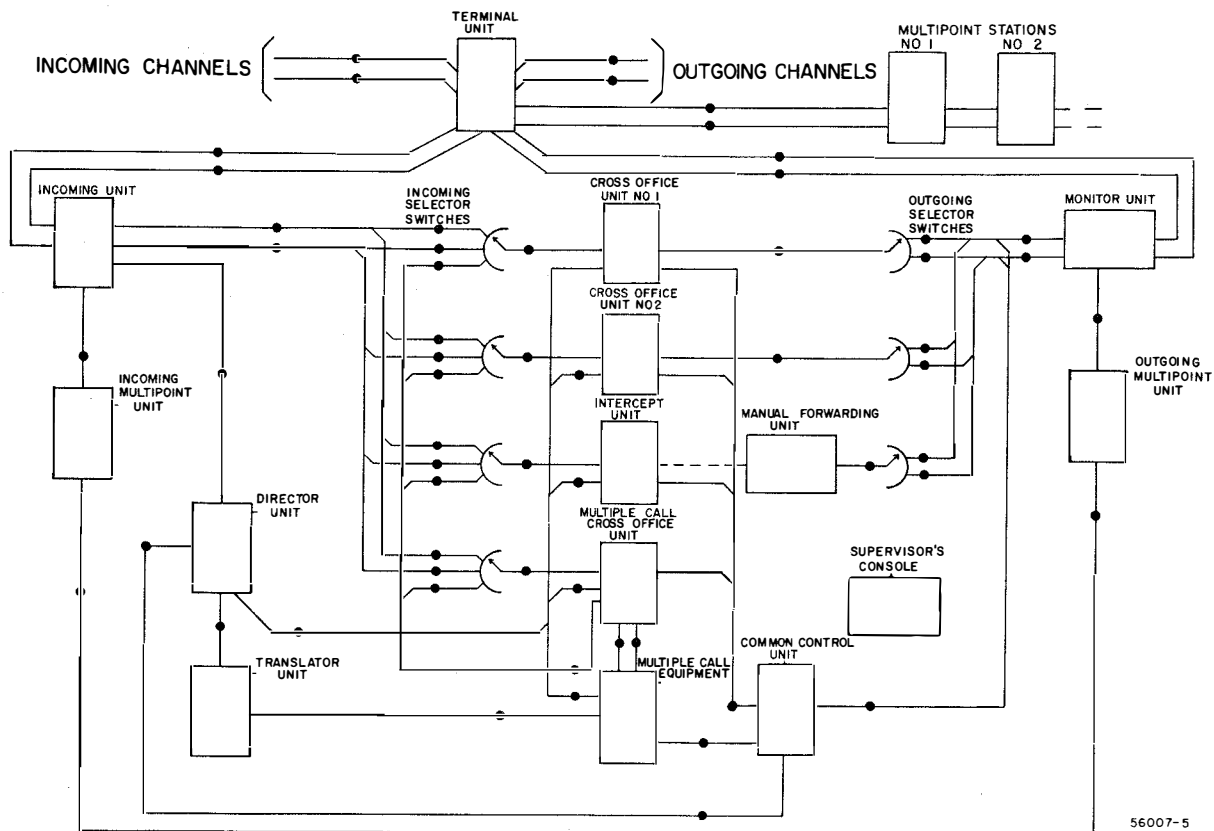 TERMINAL
UNIT
MULTIPOINT STATIONS
NO 1 NO 2
INCOMING CHANNELS
OUTGOING CHANNELS
INCOMING UNIT
INCOMING
SELECTOR
SWITCHES
CROSS OFFICE
UNIT NO 1
OUTGOING
SELECTOR
SWITCHES
MONITOR UNIT
CROSS OFFICE
UNIT NO2
INCOMING
MULTIPOINT
UNIT
OUTGOING
MULTIPOINT
UNIT
INTERCEPT
UNIT
MANUAL FORWARDING
UNIT
DIRECTOR
UNIT
MULTIPLE CALL
CROSS OFFICE
UNIT
SUPERVISOR'S
CONSOLE
TRANSLATOR
UNIT
MULTIPLE CALL
EQUIPMENT
COMMON CONTROL
UNIT
56007-5